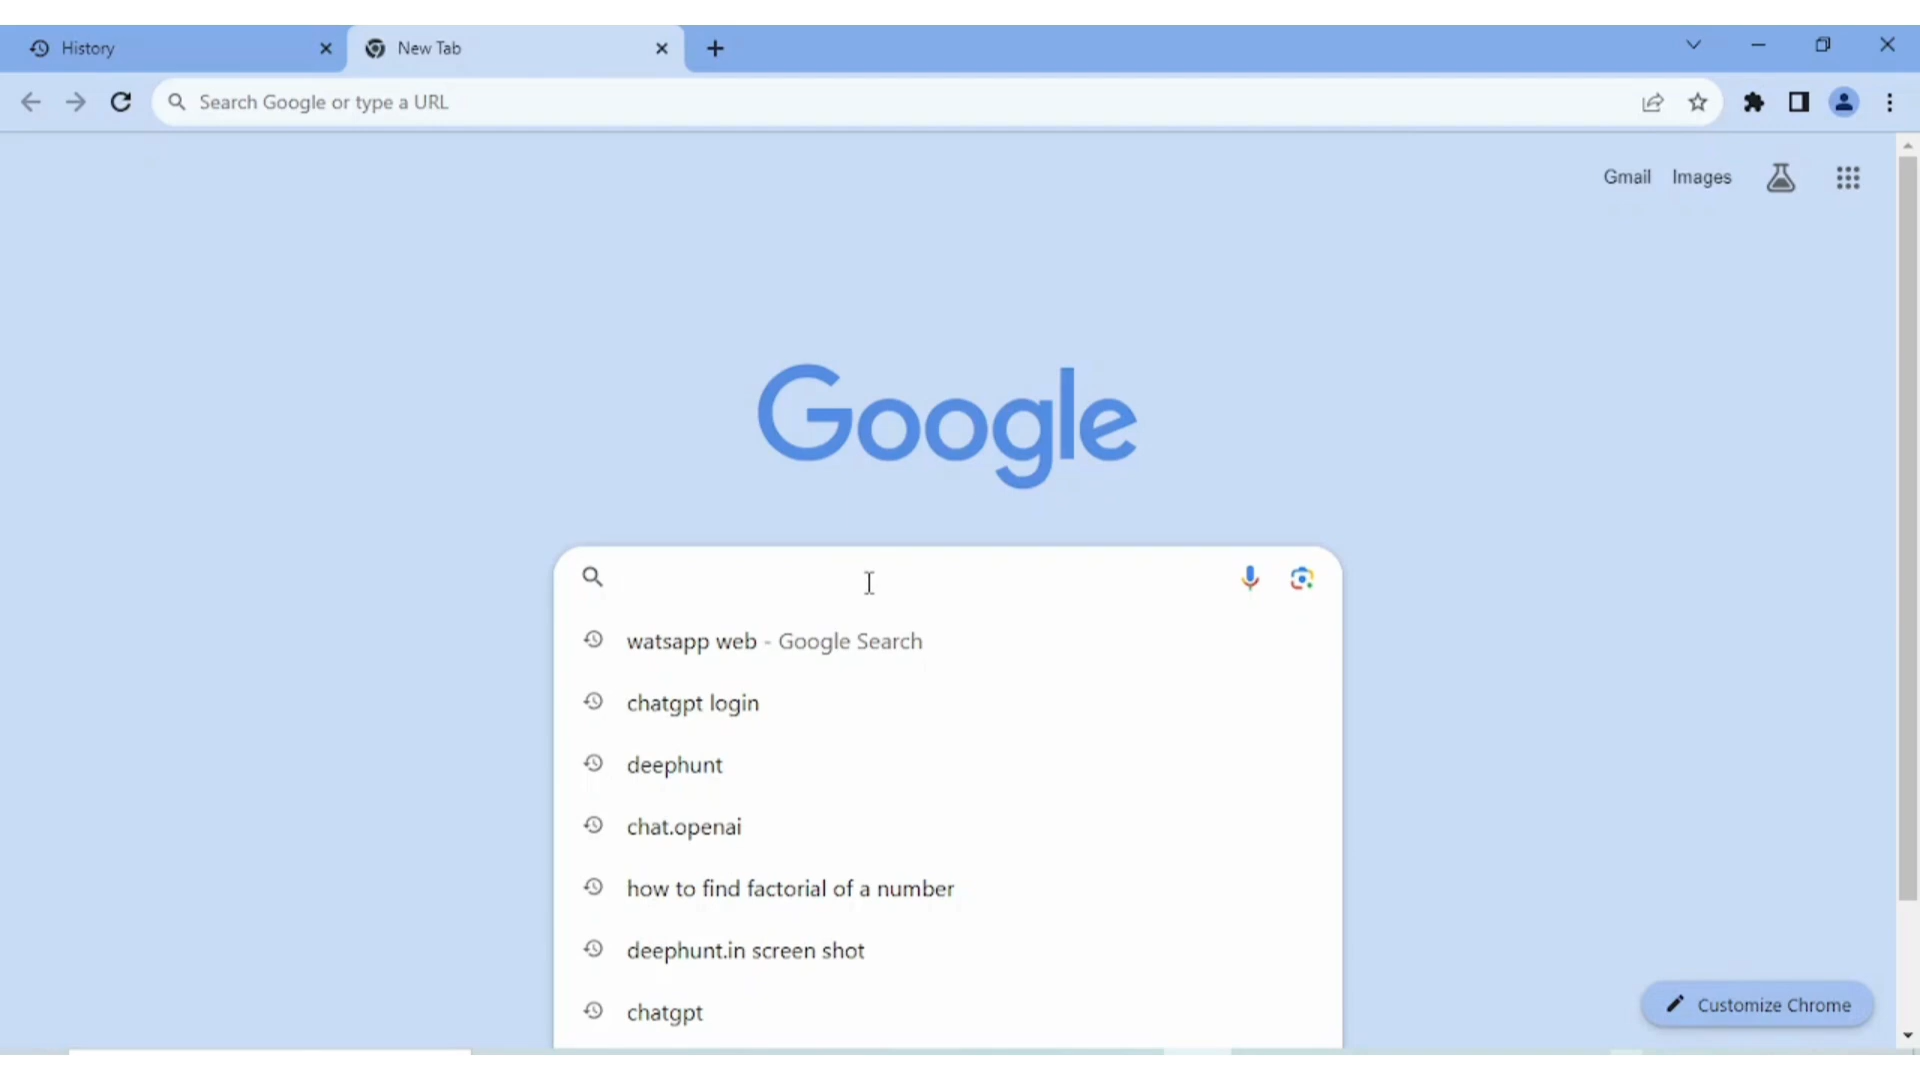 History
New Tab
Search Google or type a URL
Gmail Images
Google
watsapp web - Google Search
chatgpt login
deephunt
chat.openai
how to find factorial of a number
deephunt.in screen shot
chatgpt
Customize Chrome